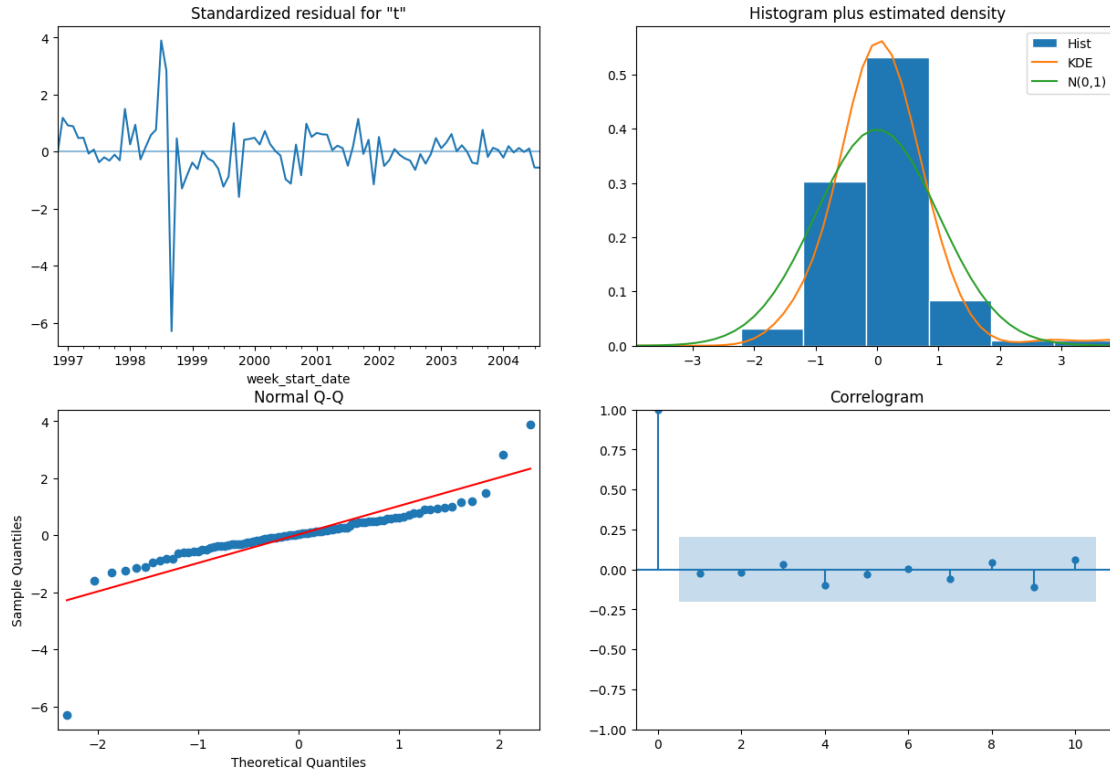 Standardized residual for "t"
4
2
0
−2
−4
−6
1997 1998 1999 2000 2001 2002 2003 2004
week_start_date
Histogram plus estimated density
Hist
KDE
N(0,1)
0.5
0.4
0.3
0.2
0.1
0.0
−3 −2 −1 0 1 2 3
Normal Q-Q
Sample Quantiles
4
2
0
−2
−4
−6
−2 −1 0 1 2
Theoretical Quantiles
Correlogram
1.00
0.75
0.50
0.25
0.00
−0.25
−0.50
−0.75
−1.00
0 2 4 6 8 10